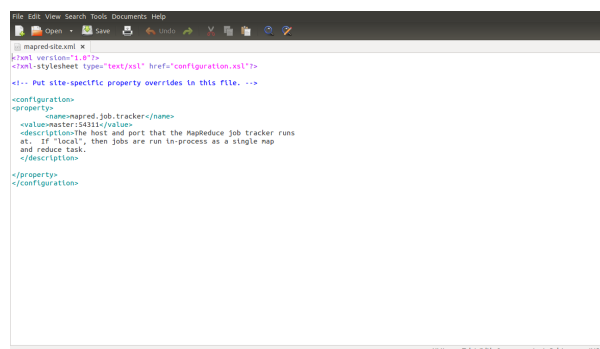 File Edit View Search Tools Documents Help
Open Save Undo
mapred-site.xml ×
<?xml version="1.0"?>
<?xml-stylesheet type="text/xsl" href="configuration.xsl"?>
<!-- Put site-specific property overrides in this file. -->
<configuration>
<property>
<name>mapred.job.tracker</name>
<value>master:54311</value>
<description>The host and port that the MapReduce job tracker runs
at. If "local", then jobs are run in-process as a single map
and reduce task.
</description>
</property>
</configuration>